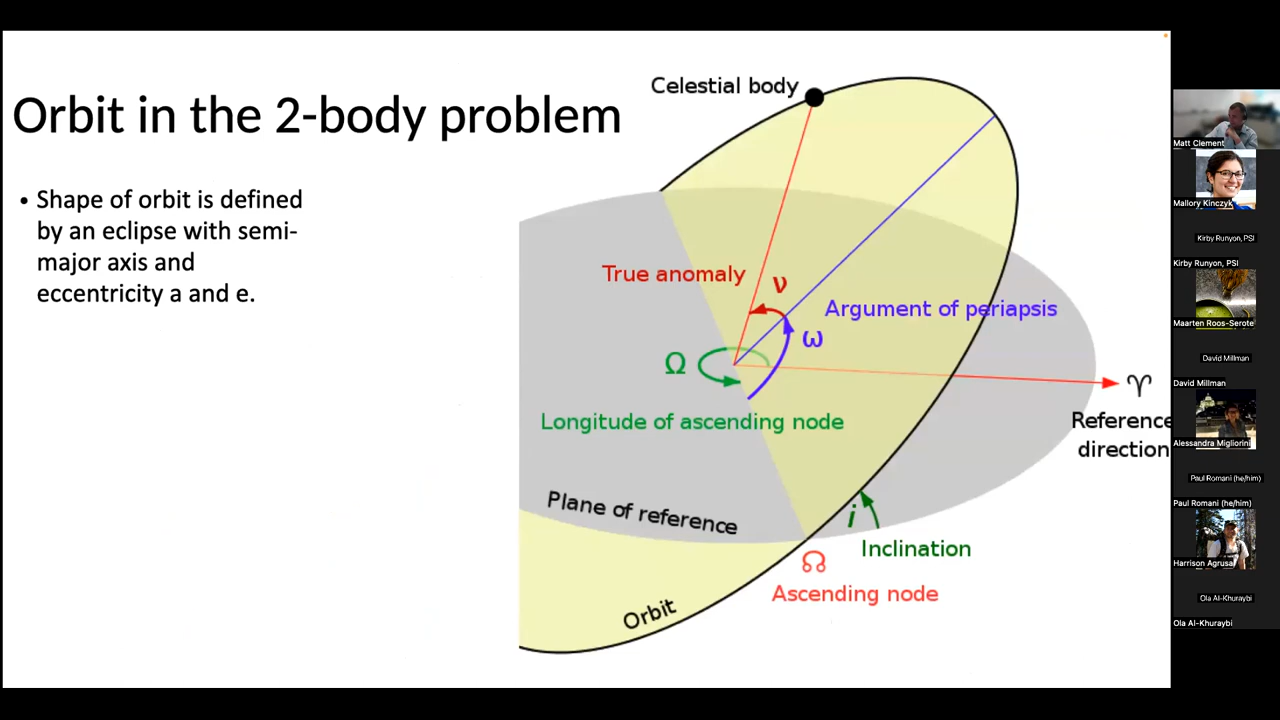 Orbit in the 2-body problem
• Shape of orbit is defined
by an eclipse with semi-
major axis and
eccentricity a and e.
Celestial body
True anomaly
ν
Argument of periapsis
ω
Ω
Longitude of ascending node
♈
Reference
direction
Plane of reference
i
Inclination
☊
Ascending node
Orbit
Matt Clement
Mallory Kinczyk
Kirby Runyon, PSI
Kirby Runyon, PSI
Maarten Roos-Serote
David Millman
David Millman
Alessandra Migliorini
Paul Romani (he/him)
Paul Romani (he/him)
Harrison Agrusa
Ola Al-Khuraybi
Ola Al-Khuraybi